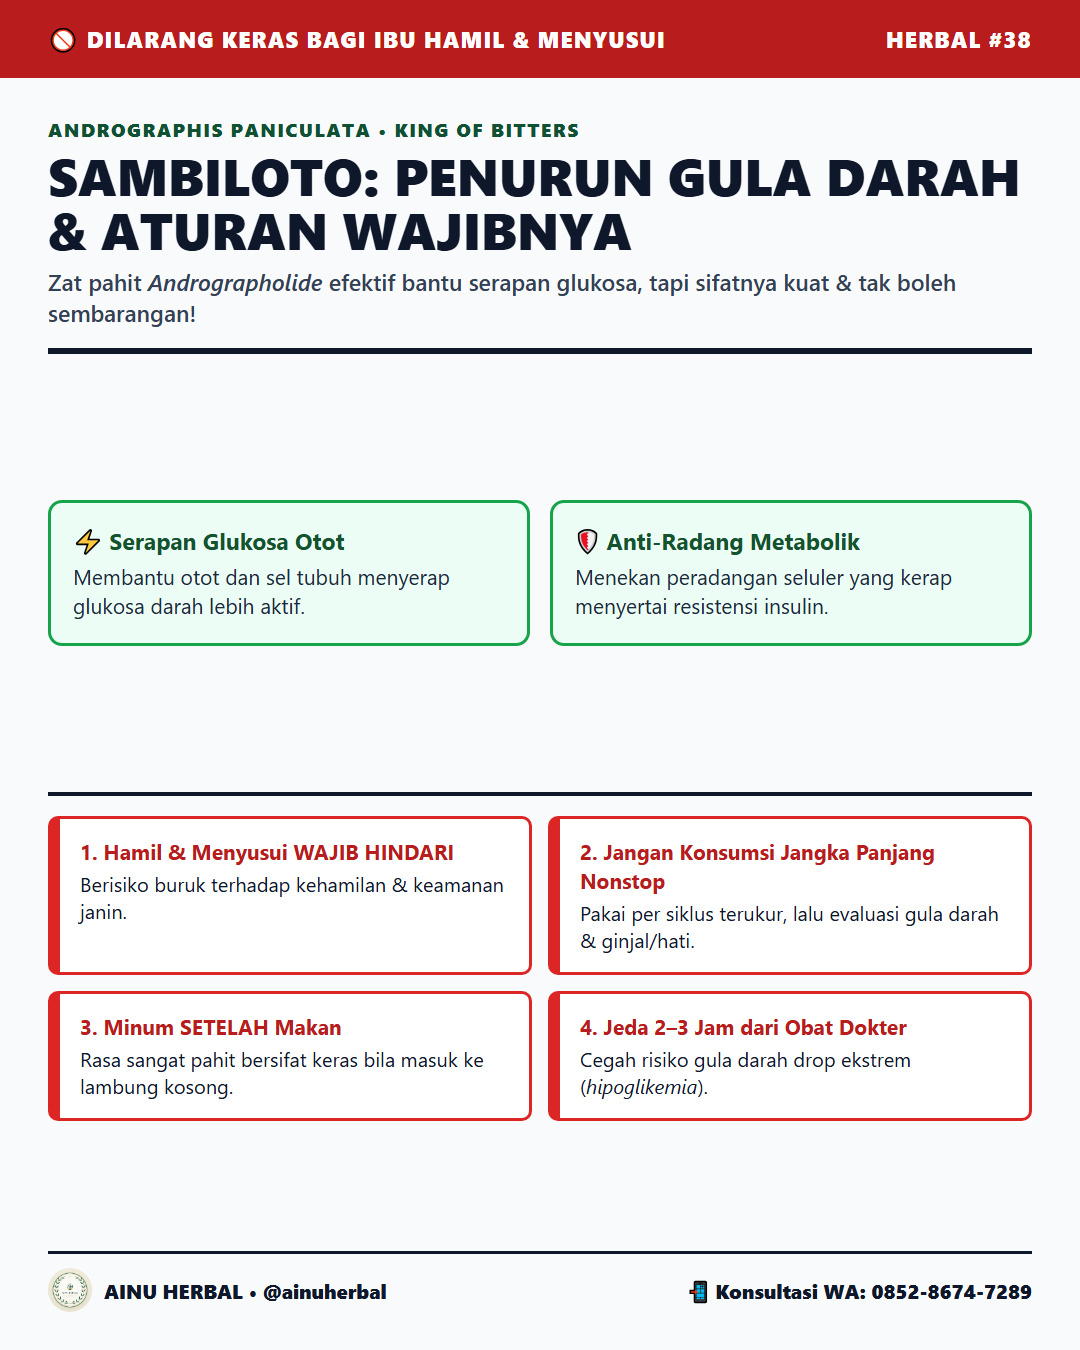 DILARANG KERAS BAGI IBU HAMIL & MENYUSUI
HERBAL #38
ANDROGRAPHIS PANICULATA • KING OF BITTERS
SAMBILOTO: PENURUN GULA DARAH
& ATURAN WAJIBNYA
Zat pahit Andrographolide efektif bantu serapan glukosa, tapi sifatnya kuat & tak boleh
sembarangan!
Serapan Glukosa Otot
Membantu otot dan sel tubuh menyerap
glukosa darah lebih aktif.
Anti-Radang Metabolik
Menekan peradangan seluler yang kerap
menyertai resistensi insulin.
1. Hamil & Menyusui WAJIB HINDARI
Berisiko buruk terhadap kehamilan & keamanan
janin.
2. Jangan Konsumsi Jangka Panjang
Nonstop
Pakai per siklus terukur, lalu evaluasi gula darah
& ginjal/hati.
3. Minum SETELAH Makan
Rasa sangat pahit bersifat keras bila masuk ke
lambung kosong.
4. Jeda 2–3 Jam dari Obat Dokter
Cegah risiko gula darah drop ekstrem
(hipoglikemia).
AINU HERBAL • @ainuherbal
Konsultasi WA: 0852-8674-7289